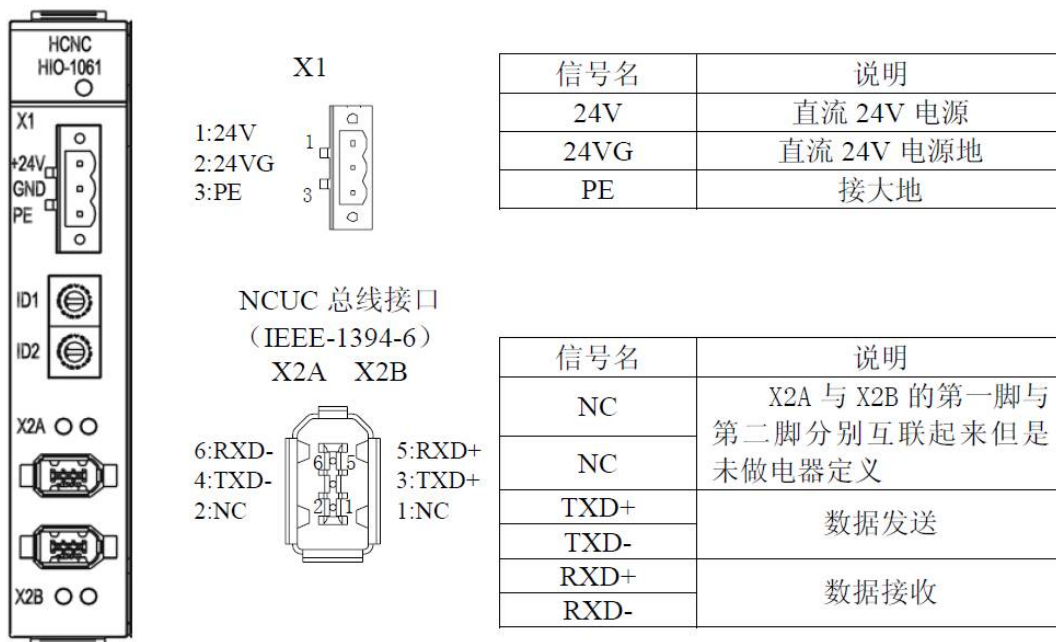 HCNC
HIO-1061
X1
+24V
GND
PE
ID1
ID2
X2A
X2B
X1
1:24V
2:24VG
3:PE
1
3
信号名 说明
24V 直流 24V 电源
24VG 直流 24V 电源地
PE 接大地
NCUC 总线接口
(IEEE-1394-6)
X2A X2B
6:RXD- 5:RXD+
4:TXD- 3:TXD+
2:NC 1:NC
6 5
2 1
信号名 说明
NC X2A 与 X2B 的第一脚与
第二脚分别互联起来但是
NC 未做电器定义
TXD+ 数据发送
TXD-
RXD+ 数据接收
RXD-